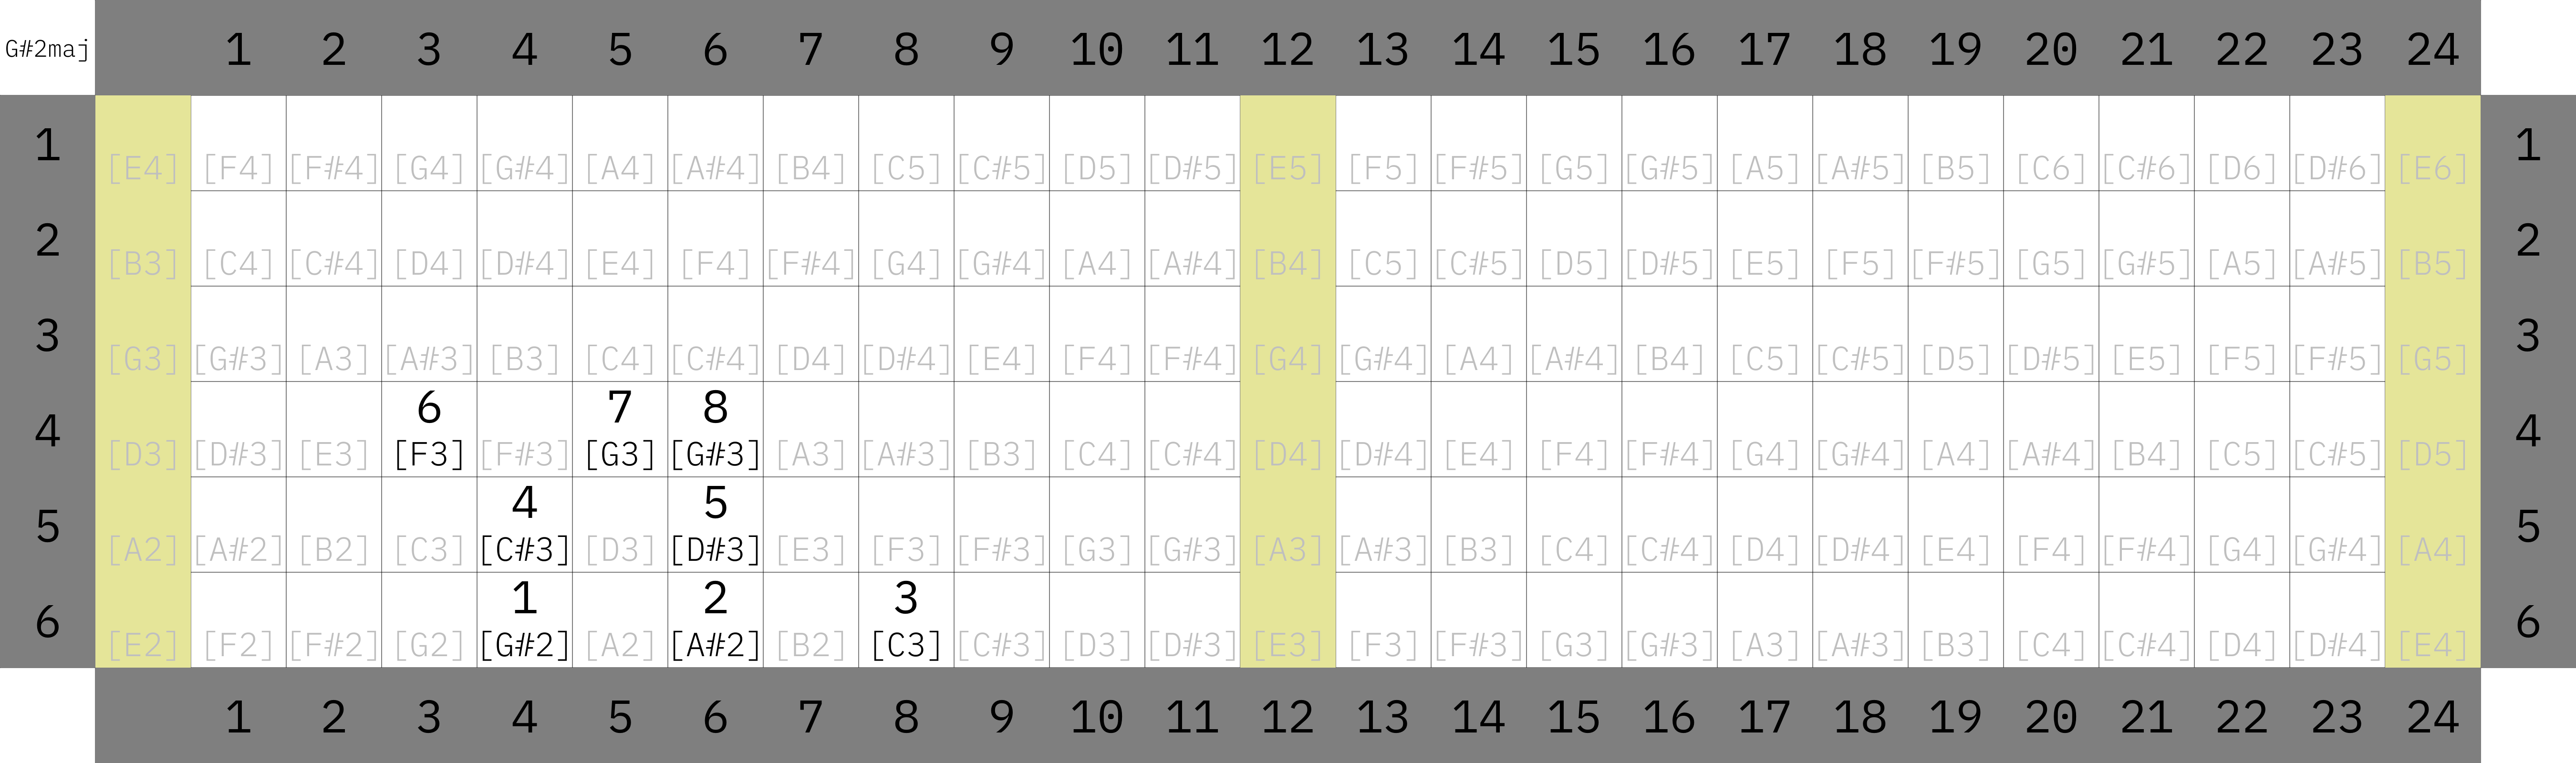 G#2maj 1 2 3 4 5 6 7 8 9 10 11 12 13 14 15 16 17 18 19 20 21 22 23 24
1 [E4] [F4] [F#4] [G4] [G#4] [A4] [A#4] [B4] [C5] [C#5] [D5] [D#5] [E5] [F5] [F#5] [G5] [G#5] [A5] [A#5] [B5] [C6] [C#6] [D6] [D#6] [E6] 1
2 [B3] [C4] [C#4] [D4] [D#4] [E4] [F4] [F#4] [G4] [G#4] [A4] [A#4] [B4] [C5] [C#5] [D5] [D#5] [E5] [F5] [F#5] [G5] [G#5] [A5] [A#5] [B5] 2
3 [G3] [G#3] [A3] [A#3] [B3] [C4] [C#4] [D4] [D#4] [E4] [F4] [F#4] [G4] [G#4] [A4] [A#4] [B4] [C5] [C#5] [D5] [D#5] [E5] [F5] [F#5] [G5] 3
6 7 8
4 [D3] [D#3] [E3] [F3] [F#3] [G3] [G#3] [A3] [A#3] [B3] [C4] [C#4] [D4] [D#4] [E4] [F4] [F#4] [G4] [G#4] [A4] [A#4] [B4] [C5] [C#5] [D5] 4
4 5
5 [A2] [A#2] [B2] [C3] [C#3] [D3] [D#3] [E3] [F3] [F#3] [G3] [G#3] [A3] [A#3] [B3] [C4] [C#4] [D4] [D#4] [E4] [F4] [F#4] [G4] [G#4] [A4] 5
1 2 3
6 [E2] [F2] [F#2] [G2] [G#2] [A2] [A#2] [B2] [C3] [C#3] [D3] [D#3] [E3] [F3] [F#3] [G3] [G#3] [A3] [A#3] [B3] [C4] [C#4] [D4] [D#4] [E4] 6
1 2 3 4 5 6 7 8 9 10 11 12 13 14 15 16 17 18 19 20 21 22 23 24